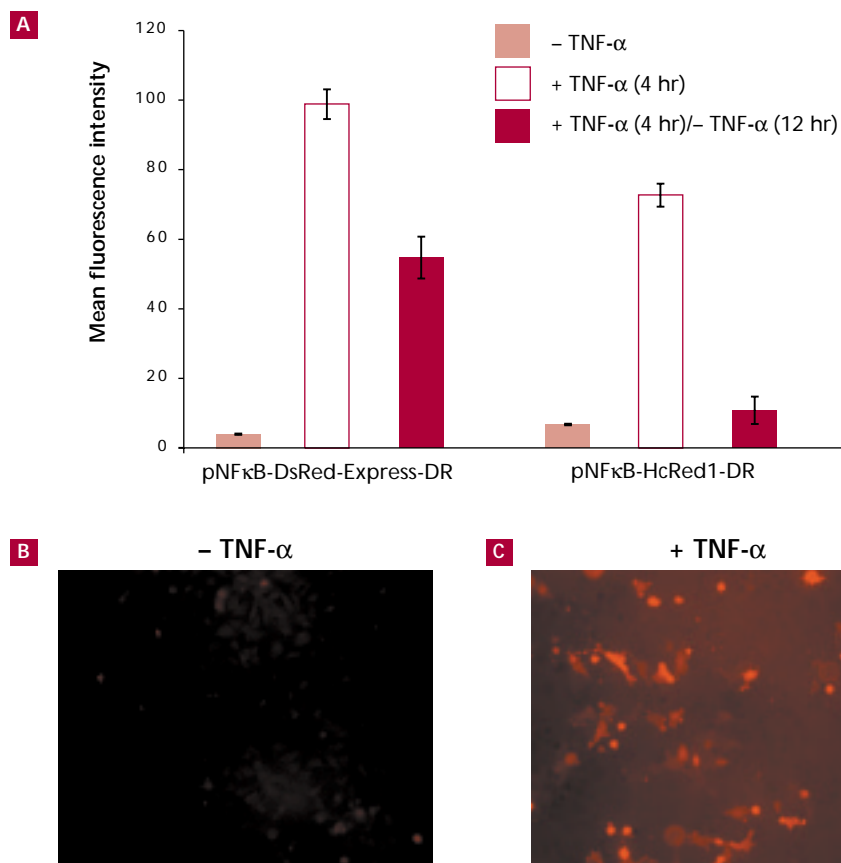 A
Mean fluorescence intensity
120
100
80
60
40
20
0
– TNF-α
+ TNF-α (4 hr)
+ TNF-α (4 hr)/– TNF-α (12 hr)
pNFκB-DsRed-Express-DR
pNFκB-HcRed1-DR
B
– TNF-α
C
+ TNF-α